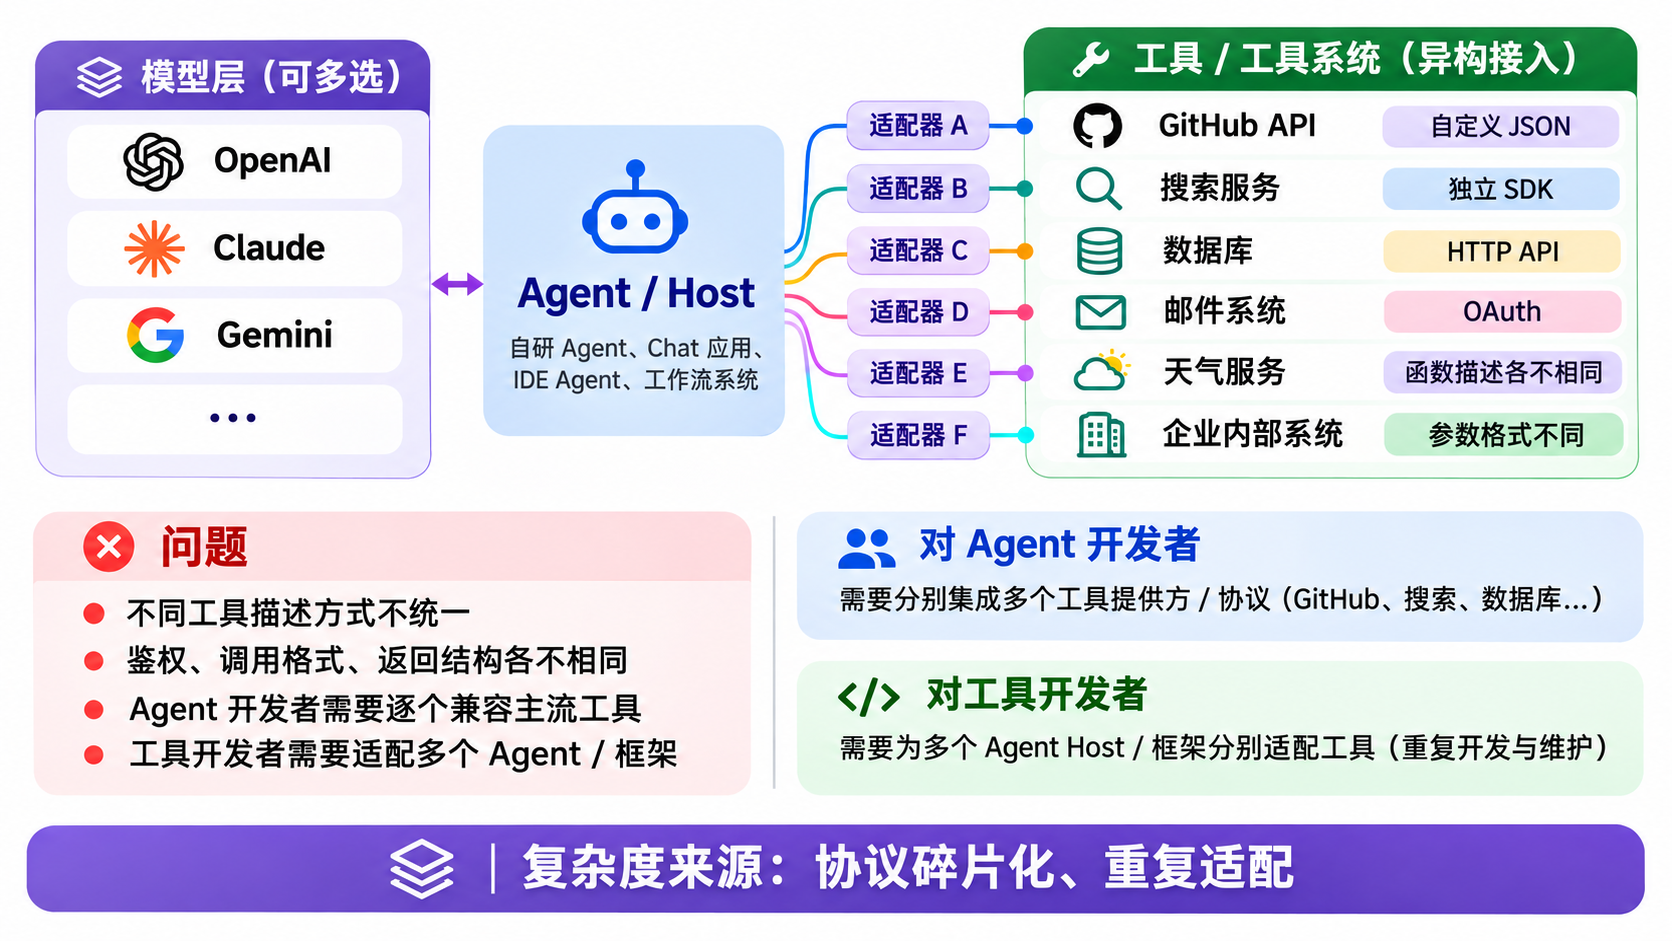 模型层（可多选）
OpenAI
Claude
Gemini
...
Agent / Host
自研 Agent、Chat 应用、
IDE Agent、工作流系统
适配器 A
适配器 B
适配器 C
适配器 D
适配器 E
适配器 F
工具 / 工具系统（异构接入）
GitHub API 自定义 JSON
搜索服务 独立 SDK
数据库 HTTP API
邮件系统 OAuth
天气服务 函数描述各不相同
企业内部系统 参数格式不同
问题
不同工具描述方式不统一
鉴权、调用格式、返回结构各不相同
Agent 开发者需要逐个兼容主流工具
工具开发者需要适配多个 Agent / 框架
对 Agent 开发者
需要分别集成多个工具提供方 / 协议（GitHub、搜索、数据库...）
</> 对工具开发者
需要为多个 Agent Host / 框架分别适配工具（重复开发与维护）
复杂度来源：协议碎片化、重复适配